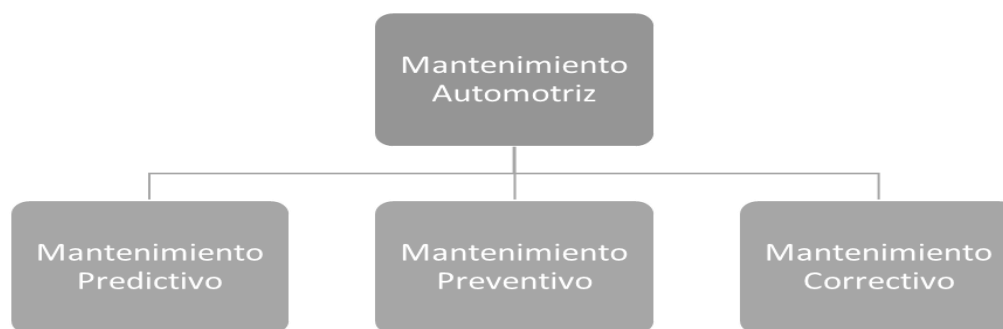 Mantenimiento
Automotriz
Mantenimiento
Predictivo
Mantenimiento
Preventivo
Mantenimiento
Correctivo